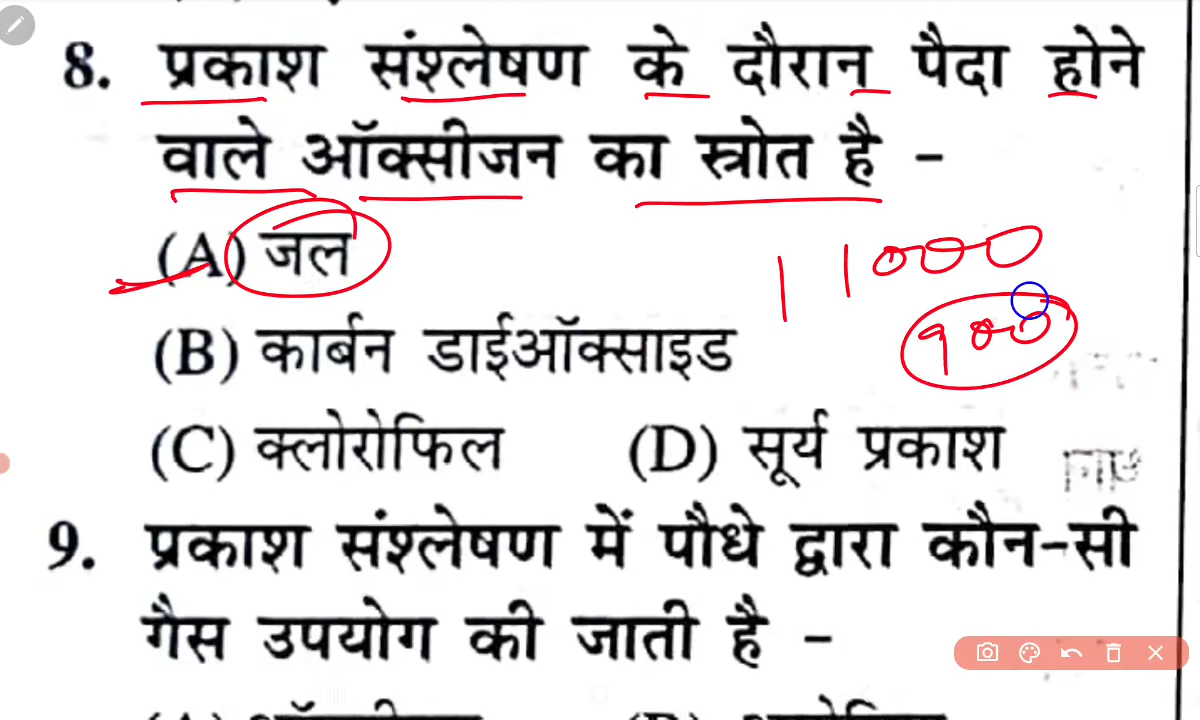 8. प्रकाश संश्लेषण के दौरान पैदा होने
वाले ऑक्सीजन का स्त्रोत है -
(A) जल
11000
900
(B) कार्बन डाईऑक्साइड
(C) क्लोरोफिल (D) सूर्य प्रकाश
9. प्रकाश संश्लेषण में पौधे द्वारा कौन-सी
गैस उपयोग की जाती है -